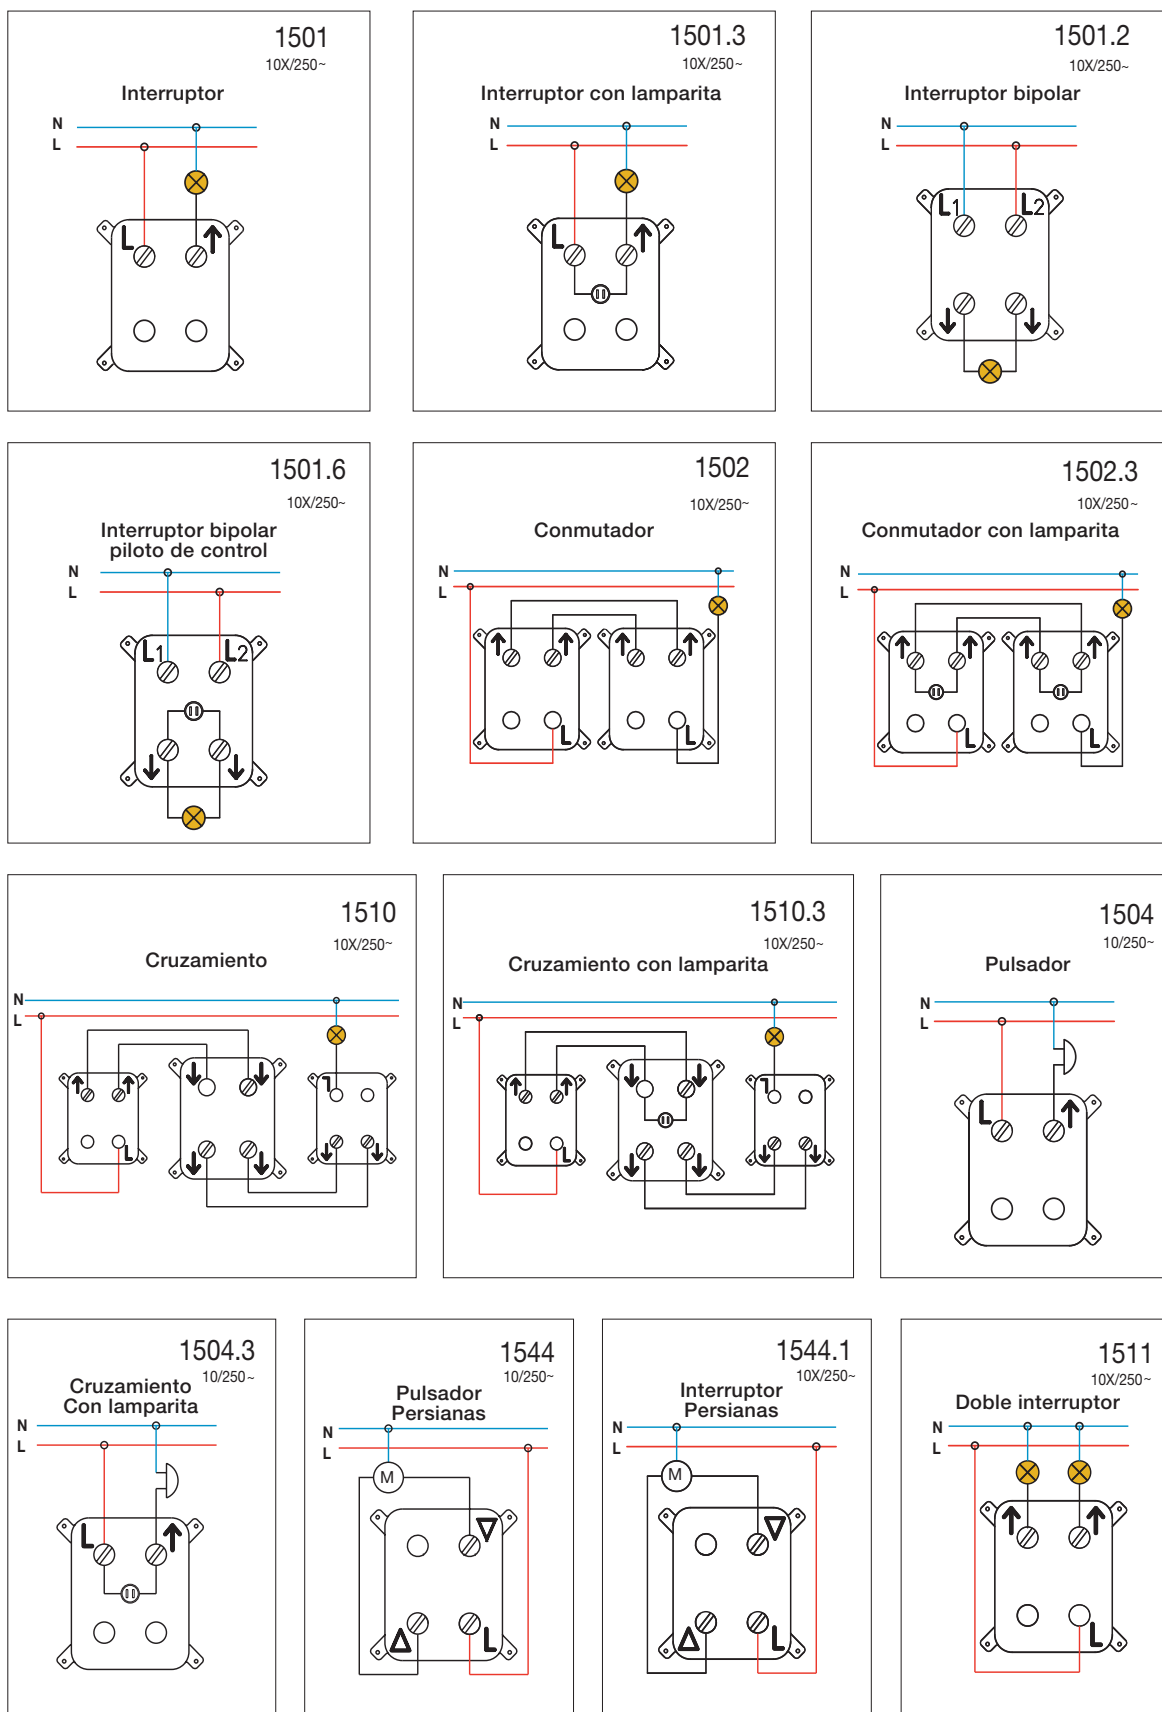 1501
10X/250~
Interruptor
N
L
L
1501.3
10X/250~
Interruptor con lamparita
N
L
L
1501.2
10X/250~
Interruptor bipolar
N
L
L1 L2
1501.6
10X/250~
Interruptor bipolar
piloto de control
N
L
L1 L2
1502
10X/250~
Conmutador
N
L
L L
1502.3
10X/250~
Conmutador con lamparita
N
L
L L
1510
10X/250~
Cruzamiento
N
L
L
L
1510.3
10X/250~
Cruzamiento con lamparita
N
L
L
L
1504
10/250~
Pulsador
N
L
L
1504.3
10/250~
Cruzamiento
Con lamparita
N
L
L
1544
10/250~
Pulsador
Persianas
N
L
M
L
1544.1
10X/250~
Interruptor
Persianas
N
L
M
L
1511
10X/250~
Doble interruptor
N
L
L